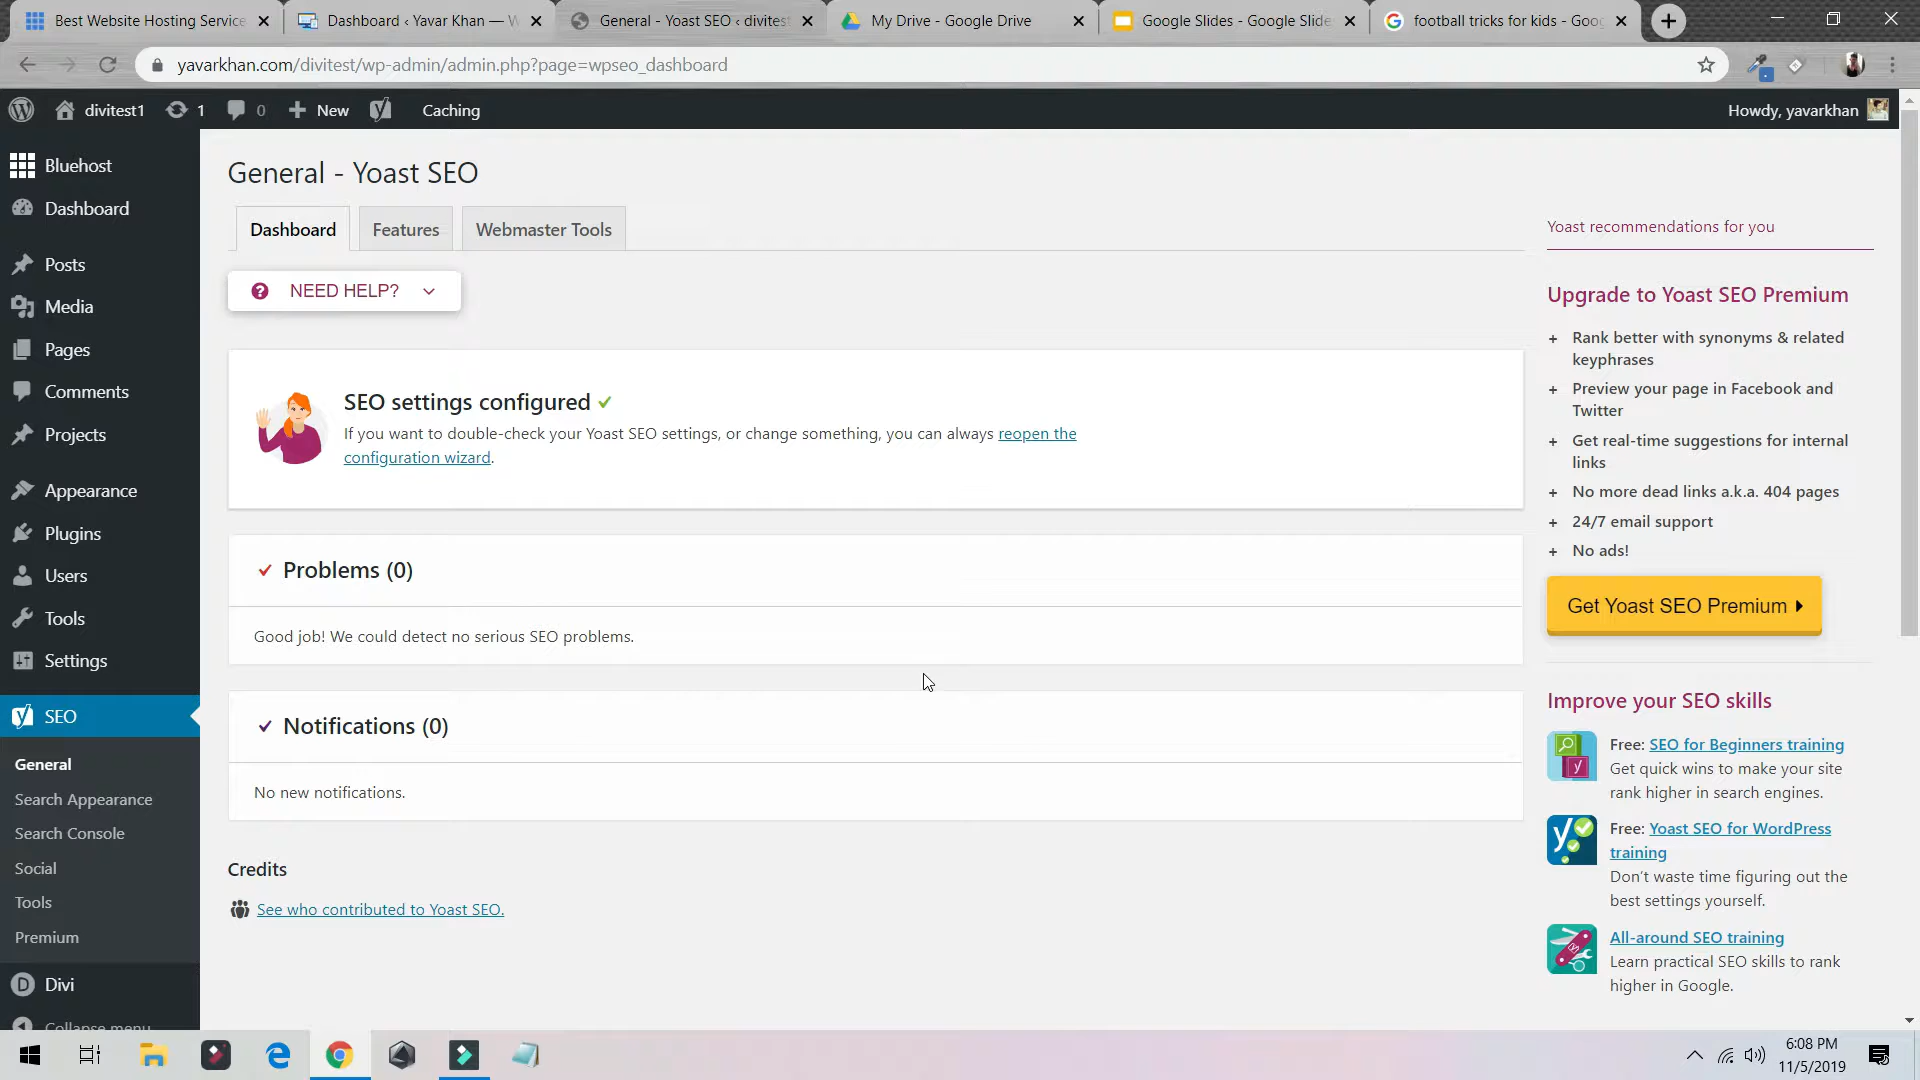 Best Website Hosting Service
Dashboard ‹ Yavar Khan — W
General - Yoast SEO ‹ divitest
My Drive - Google Drive
Google Slides - Google Slide
football tricks for kids - Goo
yavarkhan.com/divitest/wp-admin/admin.php?page=wpseo_dashboard
divitest1
1
0
New
Caching
Howdy, yavarkhan
Bluehost
Dashboard
Posts
Media
Pages
Comments
Projects
Appearance
Plugins
Users
Tools
Settings
SEO
General
Search Appearance
Search Console
Social
Tools
Premium
Divi
Collapse menu
General - Yoast SEO
Dashboard
Features
Webmaster Tools
NEED HELP?
SEO settings configured
If you want to double-check your Yoast SEO settings, or change something, you can always reopen the
configuration wizard.
Problems (0)
Good job! We could detect no serious SEO problems.
Notifications (0)
No new notifications.
Credits
See who contributed to Yoast SEO.
Yoast recommendations for you
Upgrade to Yoast SEO Premium
+ Rank better with synonyms & related
keyphrases
+ Preview your page in Facebook and
Twitter
+ Get real-time suggestions for internal
links
+ No more dead links a.k.a. 404 pages
+ 24/7 email support
+ No ads!
Get Yoast SEO Premium
Improve your SEO skills
Free: SEO for Beginners training
Get quick wins to make your site
rank higher in search engines.
Free: Yoast SEO for WordPress
training
Don’t waste time figuring out the
best settings yourself.
All-around SEO training
Learn practical SEO skills to rank
higher in Google.
6:08 PM
11/5/2019